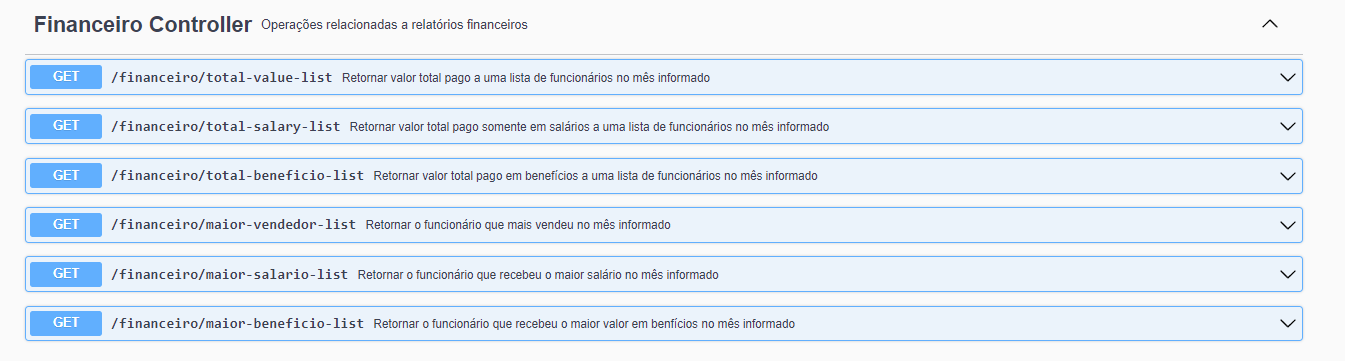 Financeiro Controller Operações relacionadas a relatórios financeiros
GET /financeiro/total-value-list Retornar valor total pago a uma lista de funcionários no mês informado
GET /financeiro/total-salary-list Retornar valor total pago somente em salários a uma lista de funcionários no mês informado
GET /financeiro/total-beneficio-list Retornar valor total pago em benefícios a uma lista de funcionários no mês informado
GET /financeiro/maior-vendedor-list Retornar o funcionário que mais vendeu no mês informado
GET /financeiro/maior-salario-list Retornar o funcionário que recebeu o maior salário no mês informado
GET /financeiro/maior-beneficio-list Retornar o funcionário que recebeu o maior valor em benfícios no mês informado